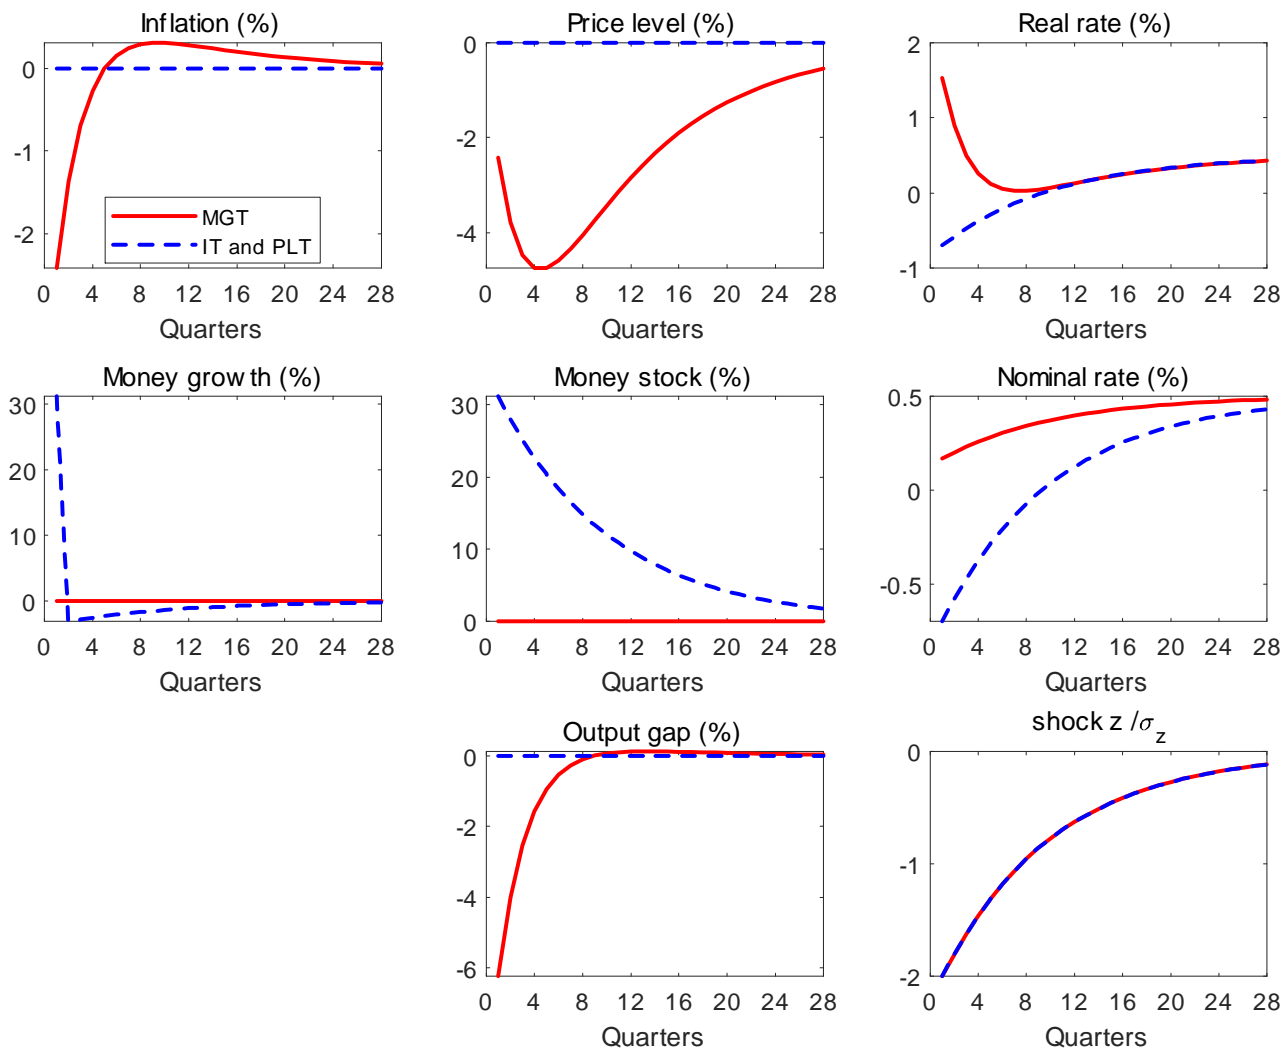 Inflation (%)
0
-1
-2
MGT
IT and PLT
0 4 8 12 16 20 24 28
Quarters
Price level (%)
0
-2
-4
0 4 8 12 16 20 24 28
Quarters
Real rate (%)
2
1
0
-1
0 4 8 12 16 20 24 28
Quarters
Money growth (%)
30
20
10
0
0 4 8 12 16 20 24 28
Quarters
Money stock (%)
30
20
10
0
0 4 8 12 16 20 24 28
Quarters
Nominal rate (%)
0.5
0
-0.5
0 4 8 12 16 20 24 28
Quarters
Output gap (%)
0
-2
-4
-6
0 4 8 12 16 20 24 28
Quarters
shock z /σ_z
0
-1
-2
0 4 8 12 16 20 24 28
Quarters